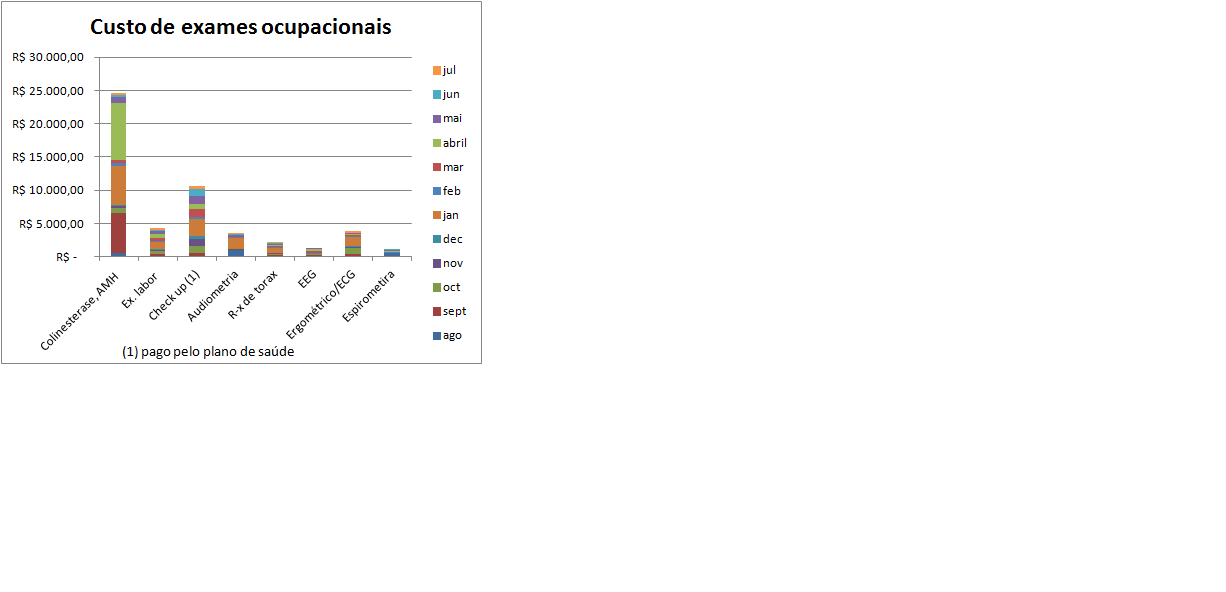 Custo de exames ocupacionais
R$ 30.000,00
R$ 25.000,00
R$ 20.000,00
R$ 15.000,00
R$ 10.000,00
R$ 5.000,00
R$ -
Colinesterase, AMH
Ex. labor
Check up (1)
Audiometria
R-x de torax
EEG
Ergométrico/ECG
Espirometira
(1) pago pelo plano de saúde
jul
jun
mai
abril
mar
feb
jan
dec
nov
oct
sept
ago